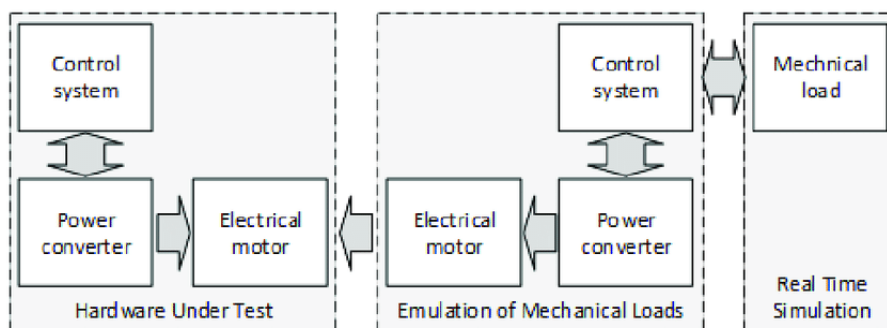 Control
system
Control
system
Mechnical
load
Power
converter
Electrical
motor
Electrical
motor
Power
converter
Hardware Under Test
Emulation of Mechanical Loads
Real Time
Simulation